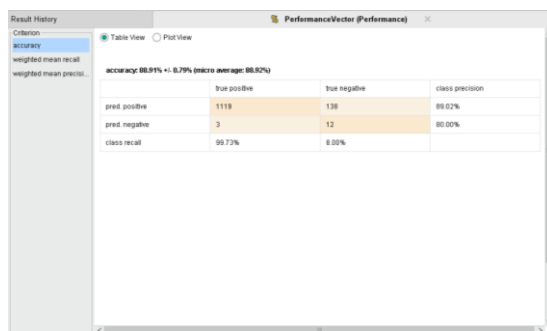 Result History
PerformanceVector (Performance)
Criterion
accuracy
weighted mean recall
weighted mean precisi...
Table View Plot View
accuracy: 88.91% +/- 0.79% (micro average: 88.92%)
true positive true negative class precision
pred. positive 1118 138 89.02%
pred. negative 3 12 80.00%
class recall 99.73% 8.00%